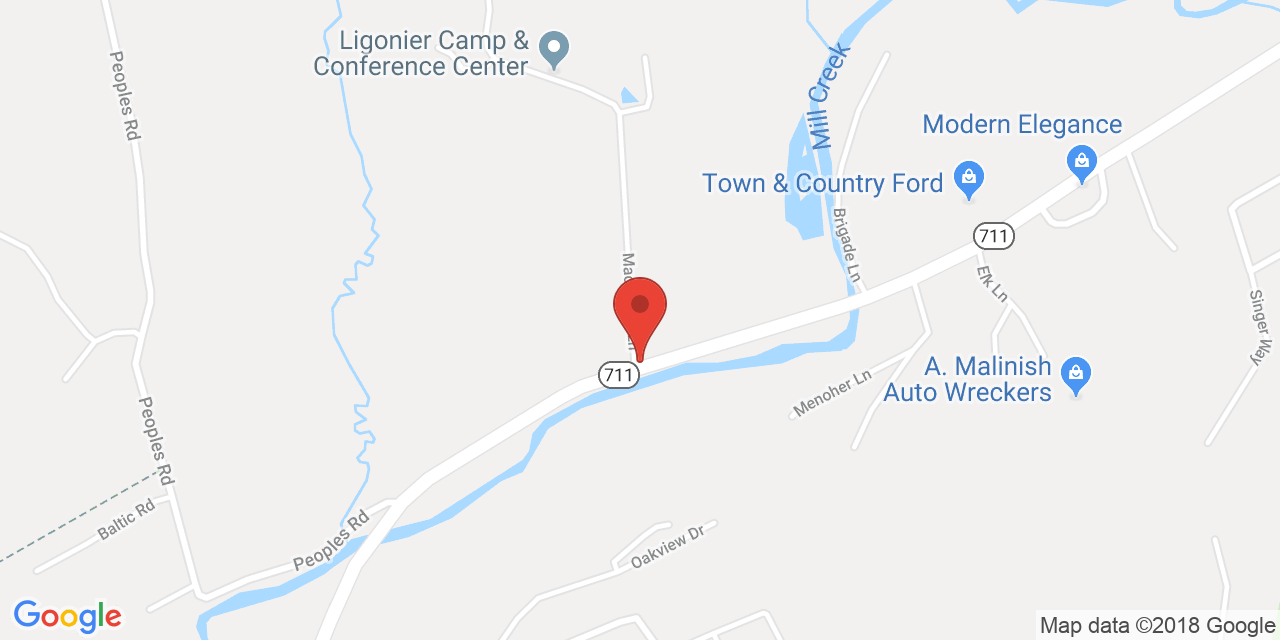 Ligonier Camp &
Conference Center
Peoples Rd
Mill Creek
Modern Elegance
Town & Country Ford
711
Brigade Ln
Elk Ln
Singer Way
711
A. Malinish
Auto Wreckers
Menoher Ln
Peoples Rd
Baltic Rd
Peoples Rd
Oakview Dr
Google
Map data ©2018 Google